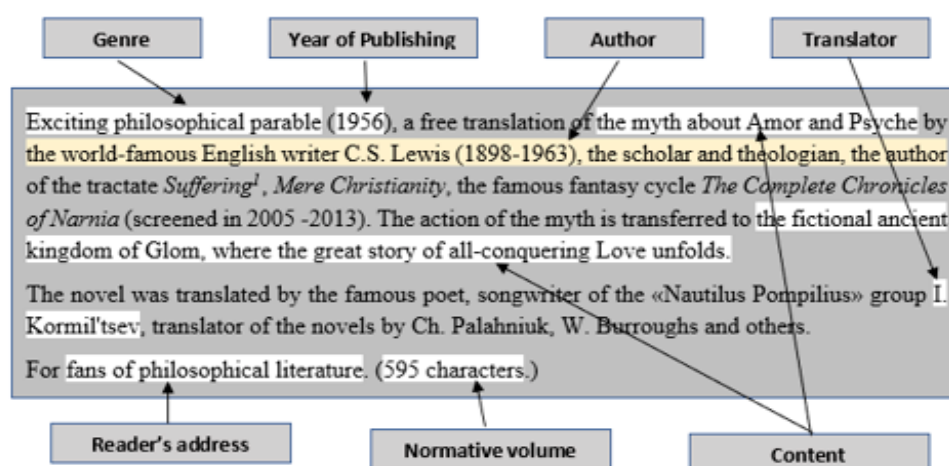 Genre
Year of Publishing
Author
Translator
Exciting philosophical parable (1956), a free translation of the myth about Amor and Psyche by
the world-famous English writer C.S. Lewis (1898-1963), the scholar and theologian, the author
of the tractate Suffering¹, Mere Christianity, the famous fantasy cycle The Complete Chronicles
of Narnia (screened in 2005 -2013). The action of the myth is transferred to the fictional ancient
kingdom of Glom, where the great story of all-conquering Love unfolds.
The novel was translated by the famous poet, songwriter of the «Nautilus Pompilius» group I.
Kormil'tsev, translator of the novels by Ch. Palahniuk, W. Burroughs and others.
For fans of philosophical literature. (595 characters.)
Reader's address
Normative volume
Content